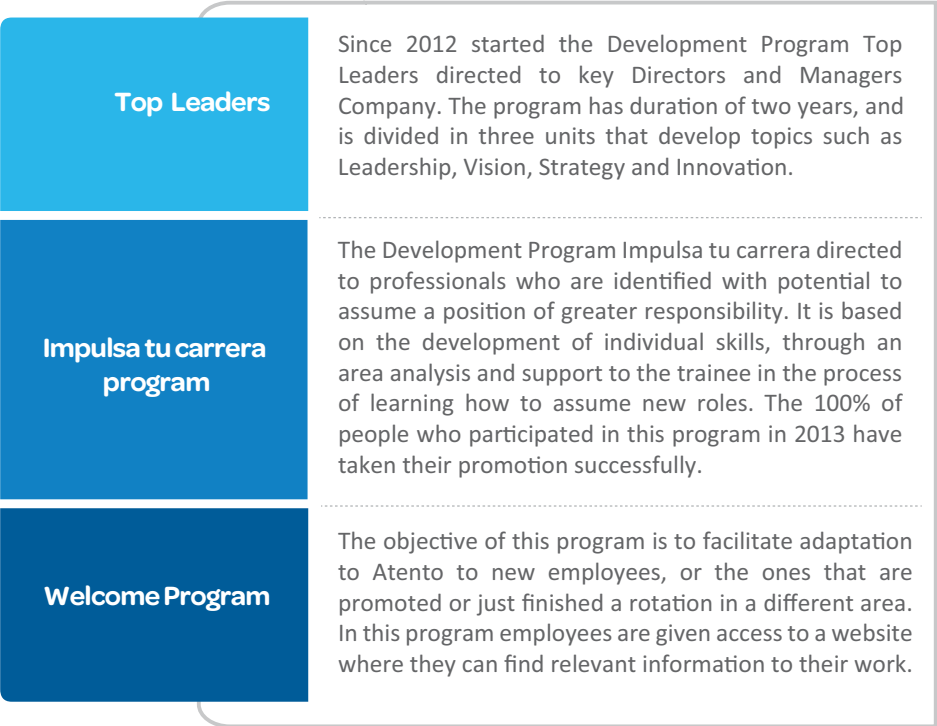 Top Leaders
Since 2012 started the Development Program Top
Leaders directed to key Directors and Managers
Company. The program has duration of two years, and
is divided in three units that develop topics such as
Leadership, Vision, Strategy and Innovation.
Impulsa tu carrera
program
The Development Program Impulsa tu carrera directed
to professionals who are identified with potential to
assume a position of greater responsibility. It is based
on the development of individual skills, through an
area analysis and support to the trainee in the process
of learning how to assume new roles. The 100% of
people who participated in this program in 2013 have
taken their promotion successfully.
Welcome Program
The objective of this program is to facilitate adaptation
to Atento to new employees, or the ones that are
promoted or just finished a rotation in a different area.
In this program employees are given access to a website
where they can find relevant information to their work.